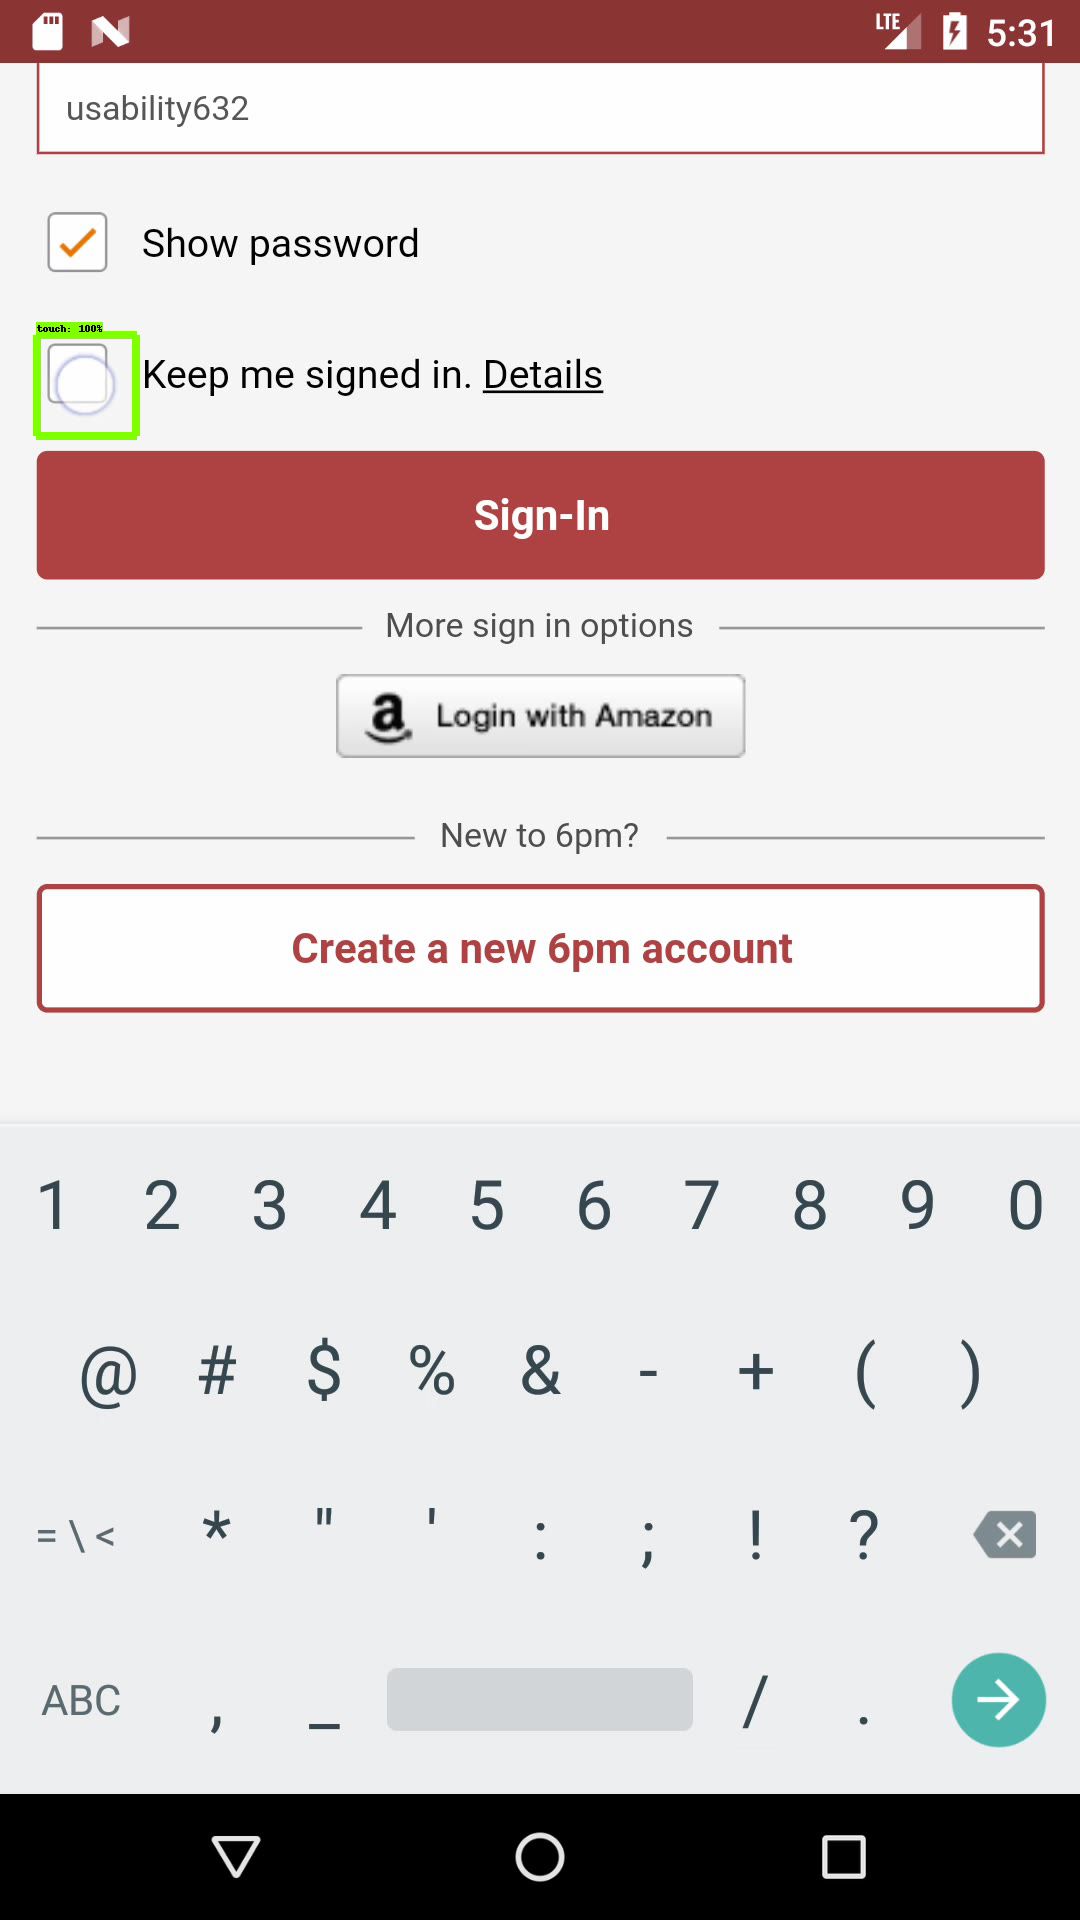 LTE 5:31
usability632
Show password
touch: 100%
Keep me signed in. Details
Sign-In
More sign in options
a Login with Amazon
New to 6pm?
Create a new 6pm account
1 2 3 4 5 6 7 8 9 0
@ # $ % & - + ( )
= \ < * " ' : ; ! ?
ABC , _ / .